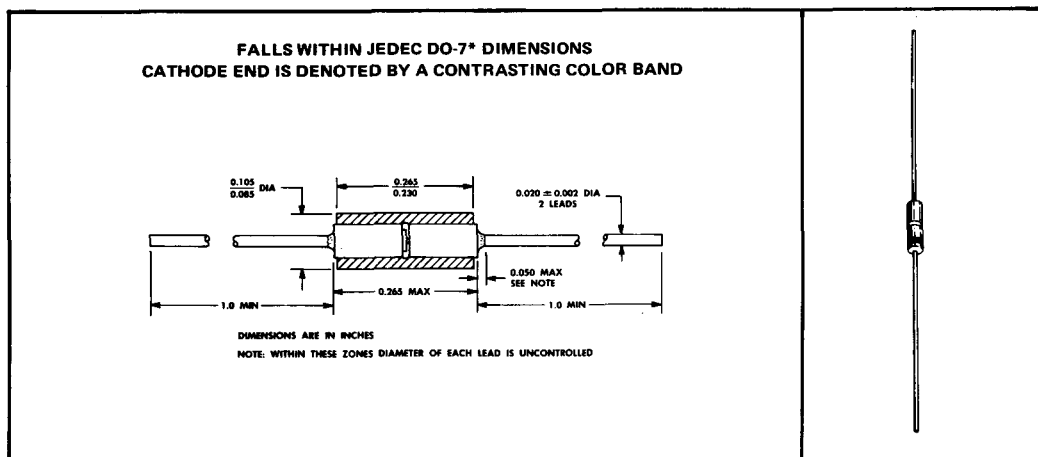 FALLS WITHIN JEDEC DO-7* DIMENSIONS
CATHODE END IS DENOTED BY A CONTRASTING COLOR BAND
0.105
0.085 DIA
0.265
0.230
0.020 ± 0.002 DIA
2 LEADS
0.050 MAX
SEE NOTE
1.0 MIN
0.265 MAX
1.0 MIN
DIMENSIONS ARE IN INCHES
NOTE: WITHIN THESE ZONES DIAMETER OF EACH LEAD IS UNCONTROLLED